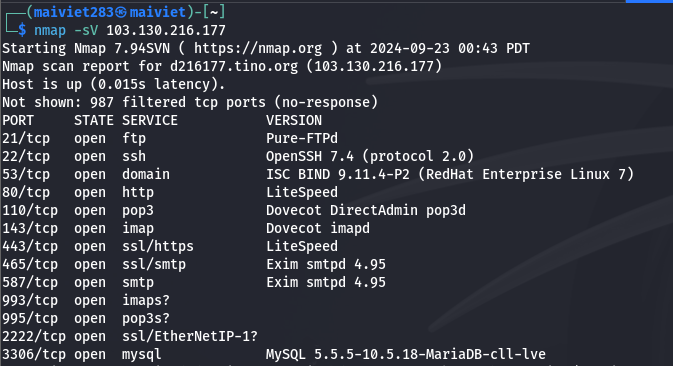 ┌──(maiviet283㉿maiviet)-[~]
└─$ nmap -sV 103.130.216.177
Starting Nmap 7.94SVN ( https://nmap.org ) at 2024-09-23 00:43 PDT
Nmap scan report for d216177.tino.org (103.130.216.177)
Host is up (0.015s latency).
Not shown: 987 filtered tcp ports (no-response)
PORT     STATE SERVICE            VERSION
21/tcp   open  ftp                Pure-FTPd
22/tcp   open  ssh                OpenSSH 7.4 (protocol 2.0)
53/tcp   open  domain             ISC BIND 9.11.4-P2 (RedHat Enterprise Linux 7)
80/tcp   open  http               LiteSpeed
110/tcp  open  pop3               Dovecot DirectAdmin pop3d
143/tcp  open  imap               Dovecot imapd
443/tcp  open  ssl/https          LiteSpeed
465/tcp  open  ssl/smtp           Exim smtpd 4.95
587/tcp  open  smtp               Exim smtpd 4.95
993/tcp  open  imaps?
995/tcp  open  pop3s?
2222/tcp open  ssl/EtherNetIP-1?
3306/tcp open  mysql              MySQL 5.5.5-10.5.18-MariaDB-cll-lve